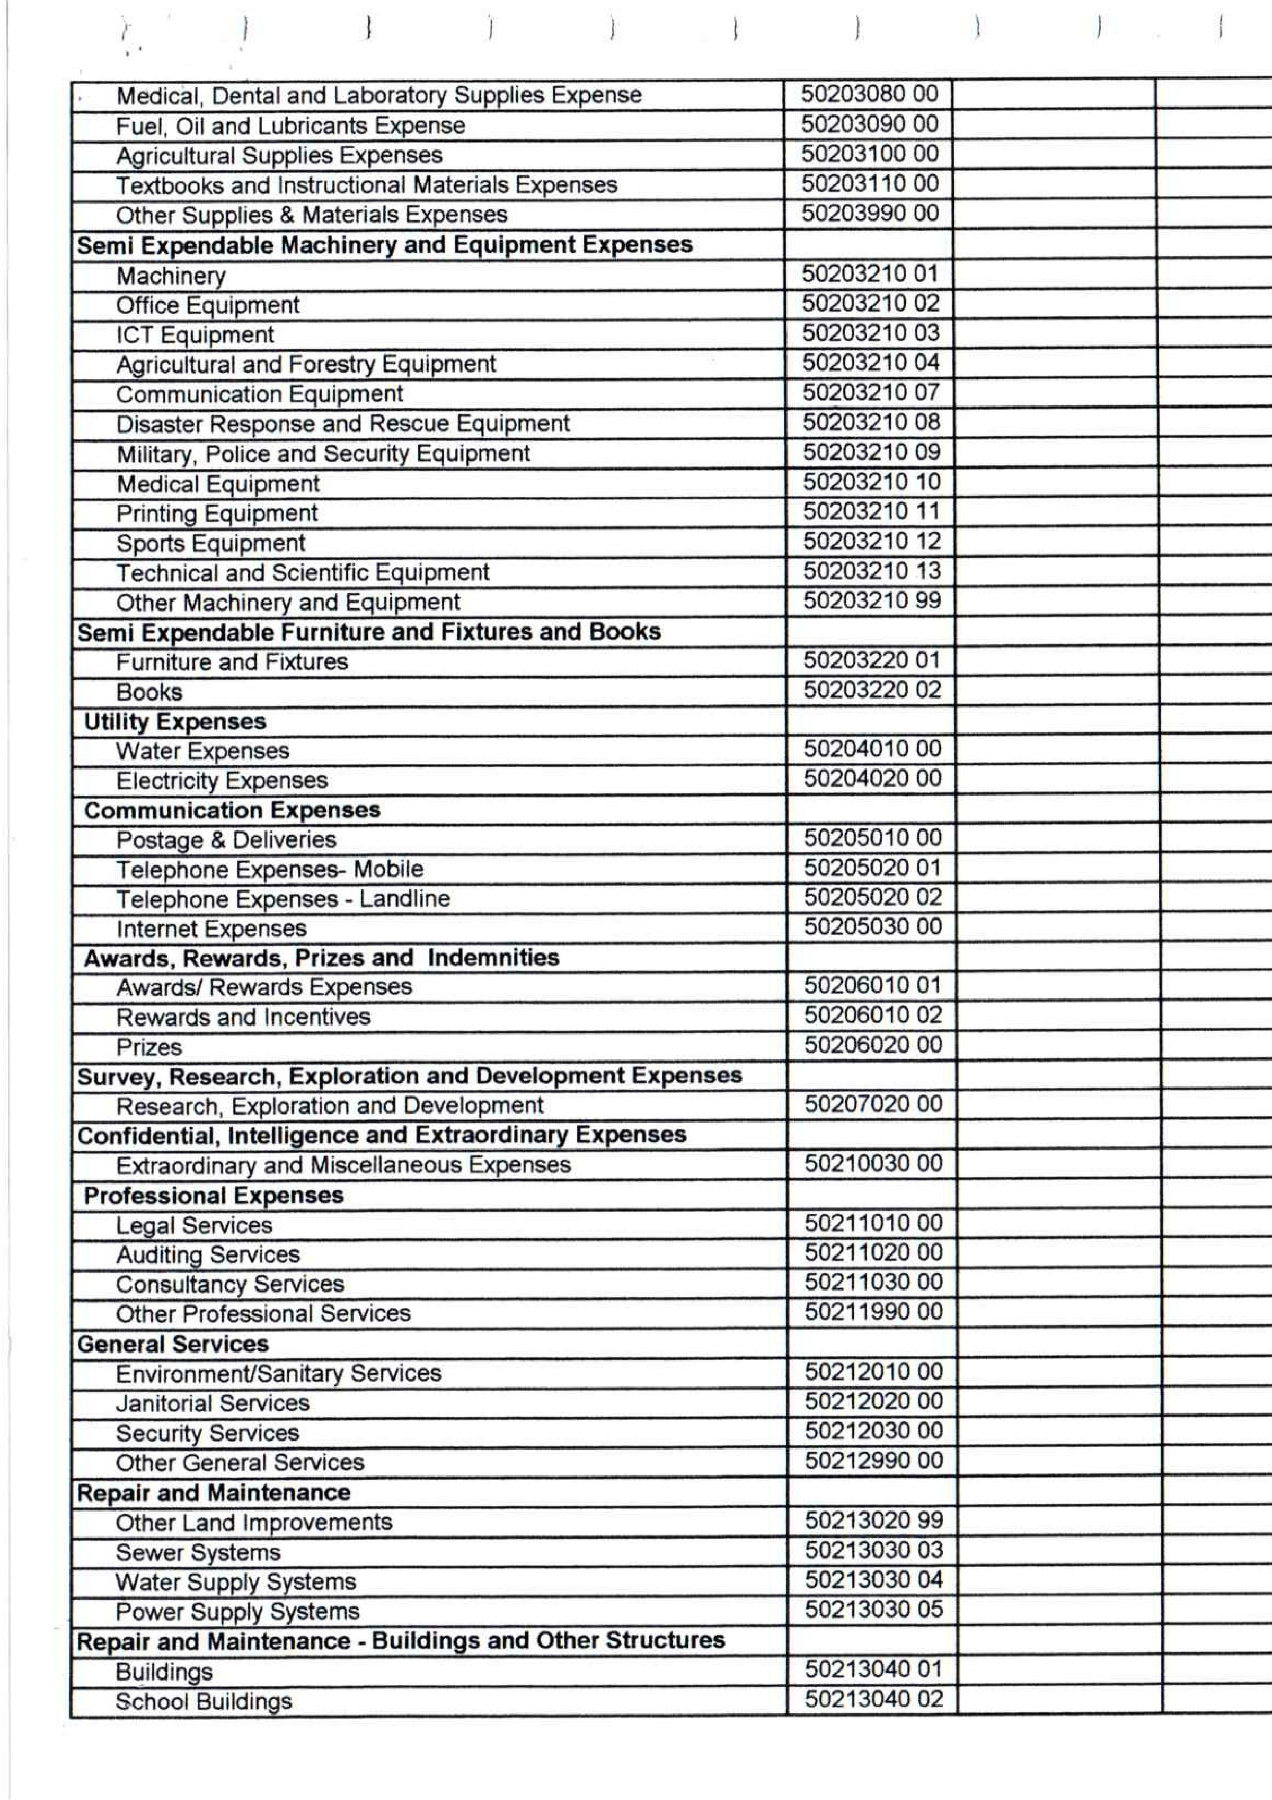 Medical, Dental and Laboratory Supplies Expense 50203080 00
Fuel, Oil and Lubricants Expense 50203090 00
Agricultural Supplies Expenses 50203100 00
Textbooks and Instructional Materials Expenses 50203110 00
Other Supplies & Materials Expenses 50203990 00
Semi Expendable Machinery and Equipment Expenses
Machinery 50203210 01
Office Equipment 50203210 02
ICT Equipment 50203210 03
Agricultural and Forestry Equipment 50203210 04
Communication Equipment 50203210 07
Disaster Response and Rescue Equipment 50203210 08
Military, Police and Security Equipment 50203210 09
Medical Equipment 50203210 10
Printing Equipment 50203210 11
Sports Equipment 50203210 12
Technical and Scientific Equipment 50203210 13
Other Machinery and Equipment 50203210 99
Semi Expendable Furniture and Fixtures and Books
Furniture and Fixtures 50203220 01
Books 50203220 02
Utility Expenses
Water Expenses 50204010 00
Electricity Expenses 50204020 00
Communication Expenses
Postage & Deliveries 50205010 00
Telephone Expenses- Mobile 50205020 01
Telephone Expenses - Landline 50205020 02
Internet Expenses 50205030 00
Awards, Rewards, Prizes and Indemnities
Awards/ Rewards Expenses 50206010 01
Rewards and Incentives 50206010 02
Prizes 50206020 00
Survey, Research, Exploration and Development Expenses
Research, Exploration and Development 50207020 00
Confidential, Intelligence and Extraordinary Expenses
Extraordinary and Miscellaneous Expenses 50210030 00
Professional Expenses
Legal Services 50211010 00
Auditing Services 50211020 00
Consultancy Services 50211030 00
Other Professional Services 50211990 00
General Services
Environment/Sanitary Services 50212010 00
Janitorial Services 50212020 00
Security Services 50212030 00
Other General Services 50212990 00
Repair and Maintenance
Other Land Improvements 50213020 99
Sewer Systems 50213030 03
Water Supply Systems 50213030 04
Power Supply Systems 50213030 05
Repair and Maintenance - Buildings and Other Structures
Buildings 50213040 01
School Buildings 50213040 02